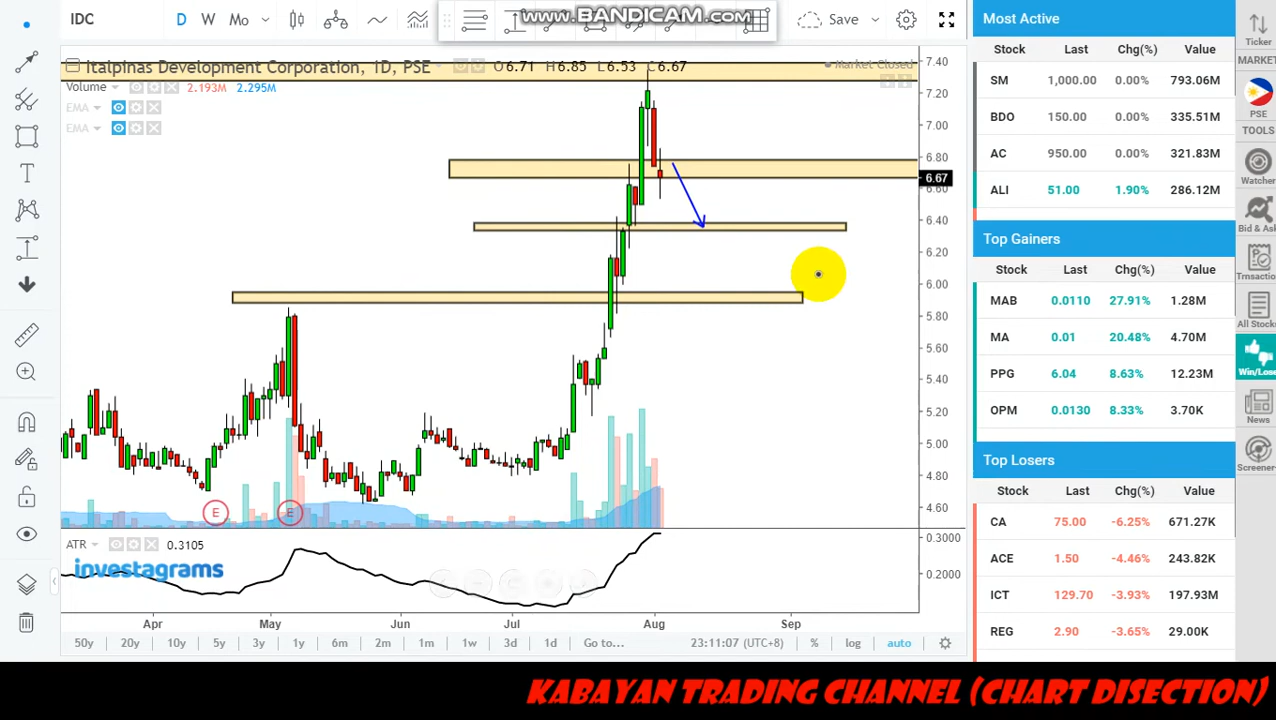 IDC
D
W
Mo
www.BANDICAM.com
Save
Italpinas Development Corporation, 1D, PSE
O6.71 H6.85 L6.53 C6.67
Market Closed
Volume
2.193M 2.295M
EMA
EMA
7.40
7.20
7.00
6.80
6.67
6.60
6.40
6.20
6.00
5.80
5.60
5.40
5.20
5.00
4.80
4.60
E
E
ATR
0.3105
investagrams
0.3000
0.2000
Apr
May
Jun
Jul
Aug
Sep
50y
20y
10y
5y
3y
1y
6m
2m
1m
1w
3d
1d
Go to...
23:11:07 (UTC+8)
%
log
auto
Most Active
Stock Last Chg(%) Value
SM 1,000.00 0.00% 793.06M
BDO 150.00 0.00% 335.51M
AC 950.00 0.00% 321.83M
ALI 51.00 1.90% 286.12M
Top Gainers
Stock Last Chg(%) Value
MAB 0.0110 27.91% 1.28M
MA 0.01 20.48% 4.70M
PPG 6.04 8.63% 12.23M
OPM 0.0130 8.33% 3.70K
Top Losers
Stock Last Chg(%) Value
CA 75.00 -6.25% 671.27K
ACE 1.50 -4.46% 243.82K
ICT 129.70 -3.93% 197.93M
REG 2.90 -3.65% 29.00K
Ticker
MARKET
PSE
TOOLS
Watcher
Bid & Ask
Trnsaction
All Stock
Win/Lose
News
Screener
KABAYAN TRADING CHANNEL (CHART DISECTION)